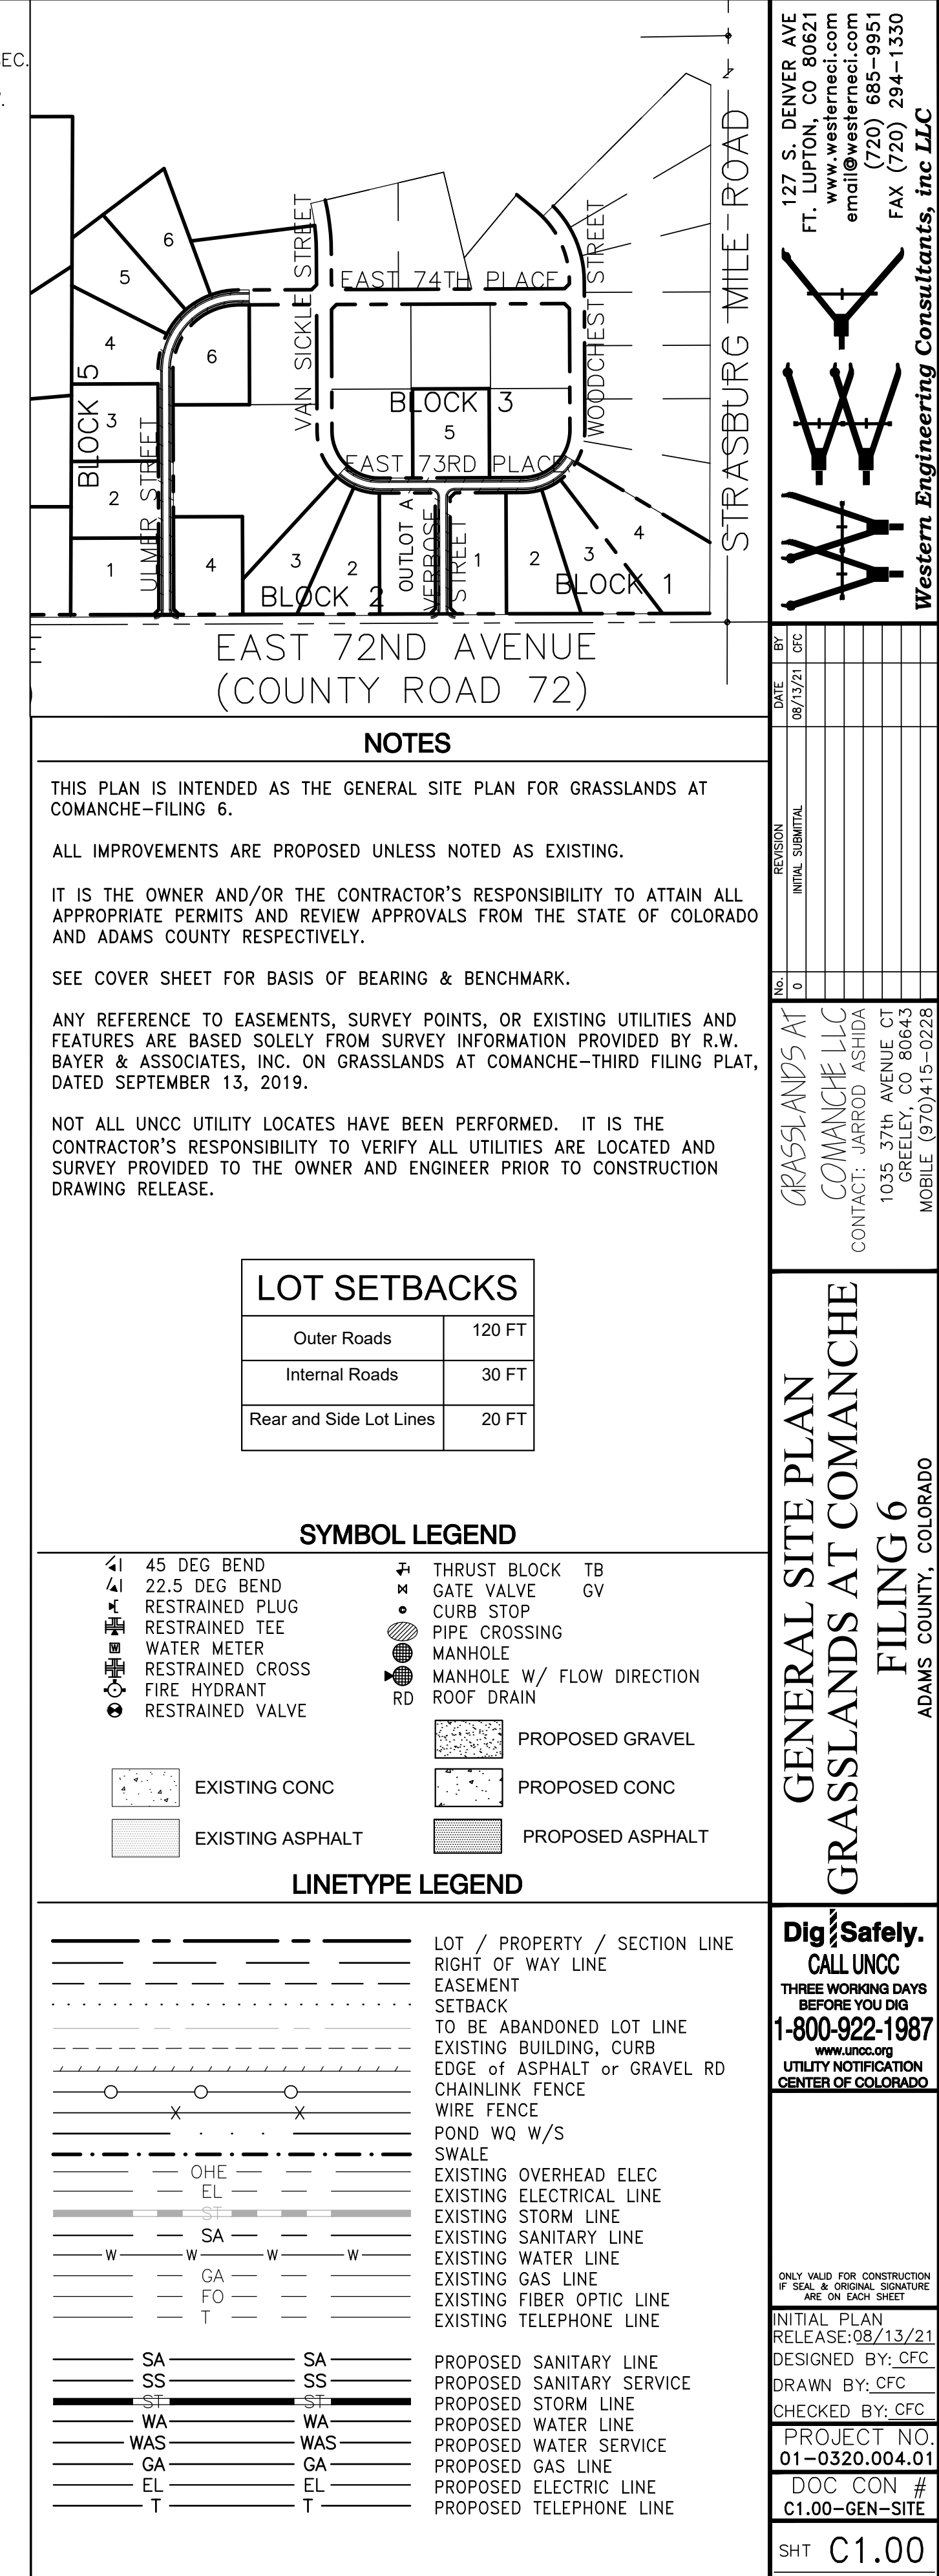 EC.
6
5
4
3
2
1
BLOCK 5
ULMER STREET
6
VAN SICKLE STREET
EAST 74TH PLACE
WOODCHEST STREET
STRASBURG MILE ROAD
BLOCK 3
5
EAST 73RD PLACE
4
3
2
BLOCK 2
OUTLOT A
VERBOSE STREET
1
2
3
4
BLOCK 1
EAST 72ND AVENUE
(COUNTY ROAD 72)
NOTES
THIS PLAN IS INTENDED AS THE GENERAL SITE PLAN FOR GRASSLANDS AT
COMANCHE-FILING 6.
ALL IMPROVEMENTS ARE PROPOSED UNLESS NOTED AS EXISTING.
IT IS THE OWNER AND/OR THE CONTRACTOR'S RESPONSIBILITY TO ATTAIN ALL
APPROPRIATE PERMITS AND REVIEW APPROVALS FROM THE STATE OF COLORADO
AND ADAMS COUNTY RESPECTIVELY.
SEE COVER SHEET FOR BASIS OF BEARING & BENCHMARK.
ANY REFERENCE TO EASEMENTS, SURVEY POINTS, OR EXISTING UTILITIES AND
FEATURES ARE BASED SOLELY FROM SURVEY INFORMATION PROVIDED BY R.W.
BAYER & ASSOCIATES, INC. ON GRASSLANDS AT COMANCHE-THIRD FILING PLAT,
DATED SEPTEMBER 13, 2019.
NOT ALL UNCC UTILITY LOCATES HAVE BEEN PERFORMED. IT IS THE
CONTRACTOR'S RESPONSIBILITY TO VERIFY ALL UTILITIES ARE LOCATED AND
SURVEY PROVIDED TO THE OWNER AND ENGINEER PRIOR TO CONSTRUCTION
DRAWING RELEASE.
LOT SETBACKS
Outer Roads 120 FT
Internal Roads 30 FT
Rear and Side Lot Lines 20 FT
SYMBOL LEGEND
45 DEG BEND
22.5 DEG BEND
RESTRAINED PLUG
RESTRAINED TEE
W WATER METER
RESTRAINED CROSS
FIRE HYDRANT
RESTRAINED VALVE
THRUST BLOCK TB
GATE VALVE GV
CURB STOP
PIPE CROSSING
MANHOLE
MANHOLE W/ FLOW DIRECTION
RD ROOF DRAIN
PROPOSED GRAVEL
EXISTING CONC
PROPOSED CONC
EXISTING ASPHALT
PROPOSED ASPHALT
LINETYPE LEGEND
LOT / PROPERTY / SECTION LINE
RIGHT OF WAY LINE
EASEMENT
SETBACK
TO BE ABANDONED LOT LINE
EXISTING BUILDING, CURB
EDGE of ASPHALT or GRAVEL RD
CHAINLINK FENCE
X X WIRE FENCE
POND WQ W/S
SWALE
OHE EXISTING OVERHEAD ELEC
EL EXISTING ELECTRICAL LINE
ST EXISTING STORM LINE
SA EXISTING SANITARY LINE
W W W W EXISTING WATER LINE
GA EXISTING GAS LINE
FO EXISTING FIBER OPTIC LINE
T EXISTING TELEPHONE LINE
SA SA PROPOSED SANITARY LINE
SS SS PROPOSED SANITARY SERVICE
ST ST PROPOSED STORM LINE
WA WA PROPOSED WATER LINE
WAS WAS PROPOSED WATER SERVICE
GA GA PROPOSED GAS LINE
EL EL PROPOSED ELECTRIC LINE
T T PROPOSED TELEPHONE LINE
127 S. DENVER AVE
FT. LUPTON, CO 80621
www.westerneci.com
email@westerneci.com
(720) 685-9951
FAX (720) 294-1330
Western Engineering Consultants, inc LLC
No. REVISION DATE BY
0 INITIAL SUBMITTAL 08/13/21 CFC
GRASSLANDS AT
COMANCHE LLC
CONTACT: JARROD ASHIDA
1035 37th AVENUE CT
GREELEY, CO 80643
MOBILE (970)415-0228
GENERAL SITE PLAN
GRASSLANDS AT COMANCHE
FILING 6
ADAMS COUNTY, COLORADO
Dig Safely.
CALL UNCC
THREE WORKING DAYS
BEFORE YOU DIG
1-800-922-1987
www.uncc.org
UTILITY NOTIFICATION
CENTER OF COLORADO
ONLY VALID FOR CONSTRUCTION
IF SEAL & ORIGINAL SIGNATURE
ARE ON EACH SHEET
INITIAL PLAN
RELEASE: 08/13/21
DESIGNED BY: CFC
DRAWN BY: CFC
CHECKED BY: CFC
PROJECT NO.
01-0320.004.01
DOC CON #
C1.00-GEN-SITE
SHT C1.00